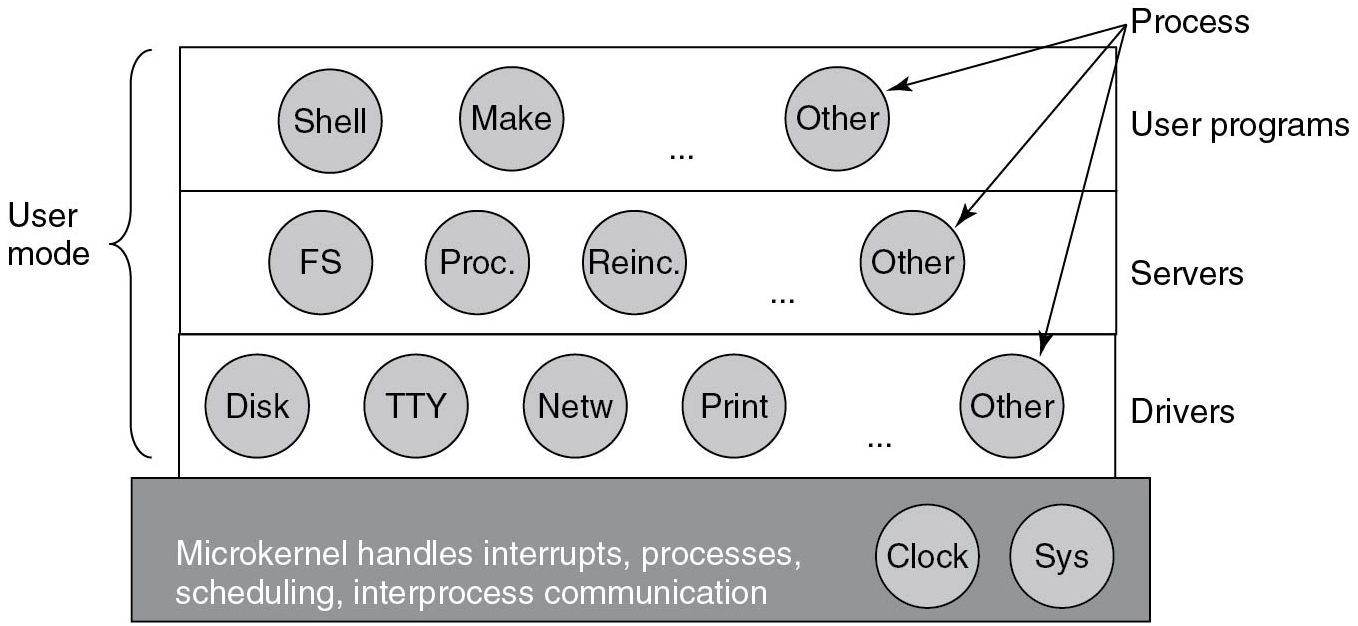 Process
Shell
Make
...
Other
User programs
User
mode
FS
Proc.
Reinc.
...
Other
Servers
Disk
TTY
Netw
Print
...
Other
Drivers
Microkernel handles interrupts, processes,
scheduling, interprocess communication
Clock
Sys